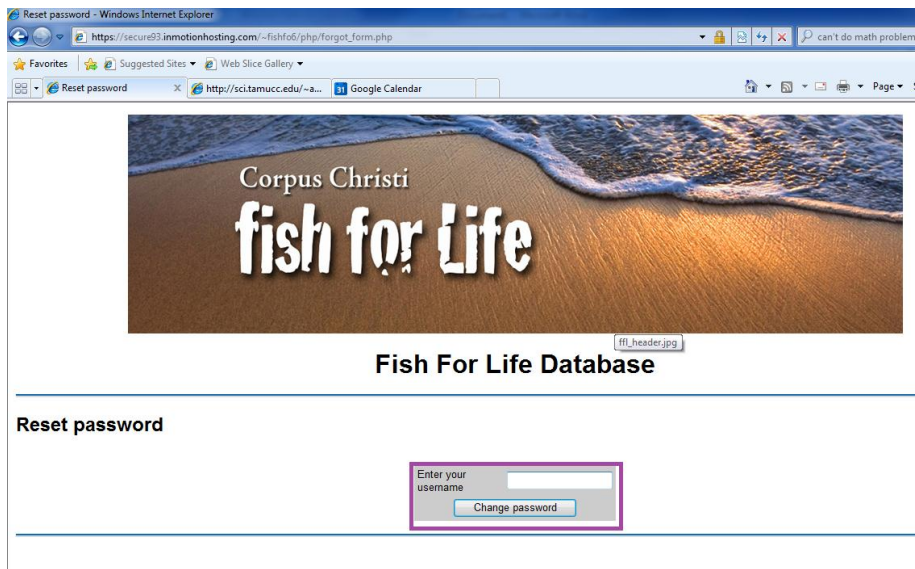 Reset password - Windows Internet Explorer
https://secure93.inmotionhosting.com/~fishfo6/php/forgot_form.php
can't do math problem
Favorites
Suggested Sites
Web Slice Gallery
Reset password
http://sci.tamucc.edu/~a...
31
Google Calendar
Page
Corpus Christi
fish for Life
ffl_header.jpg
Fish For Life Database
Reset password
Enter your
username
Change password